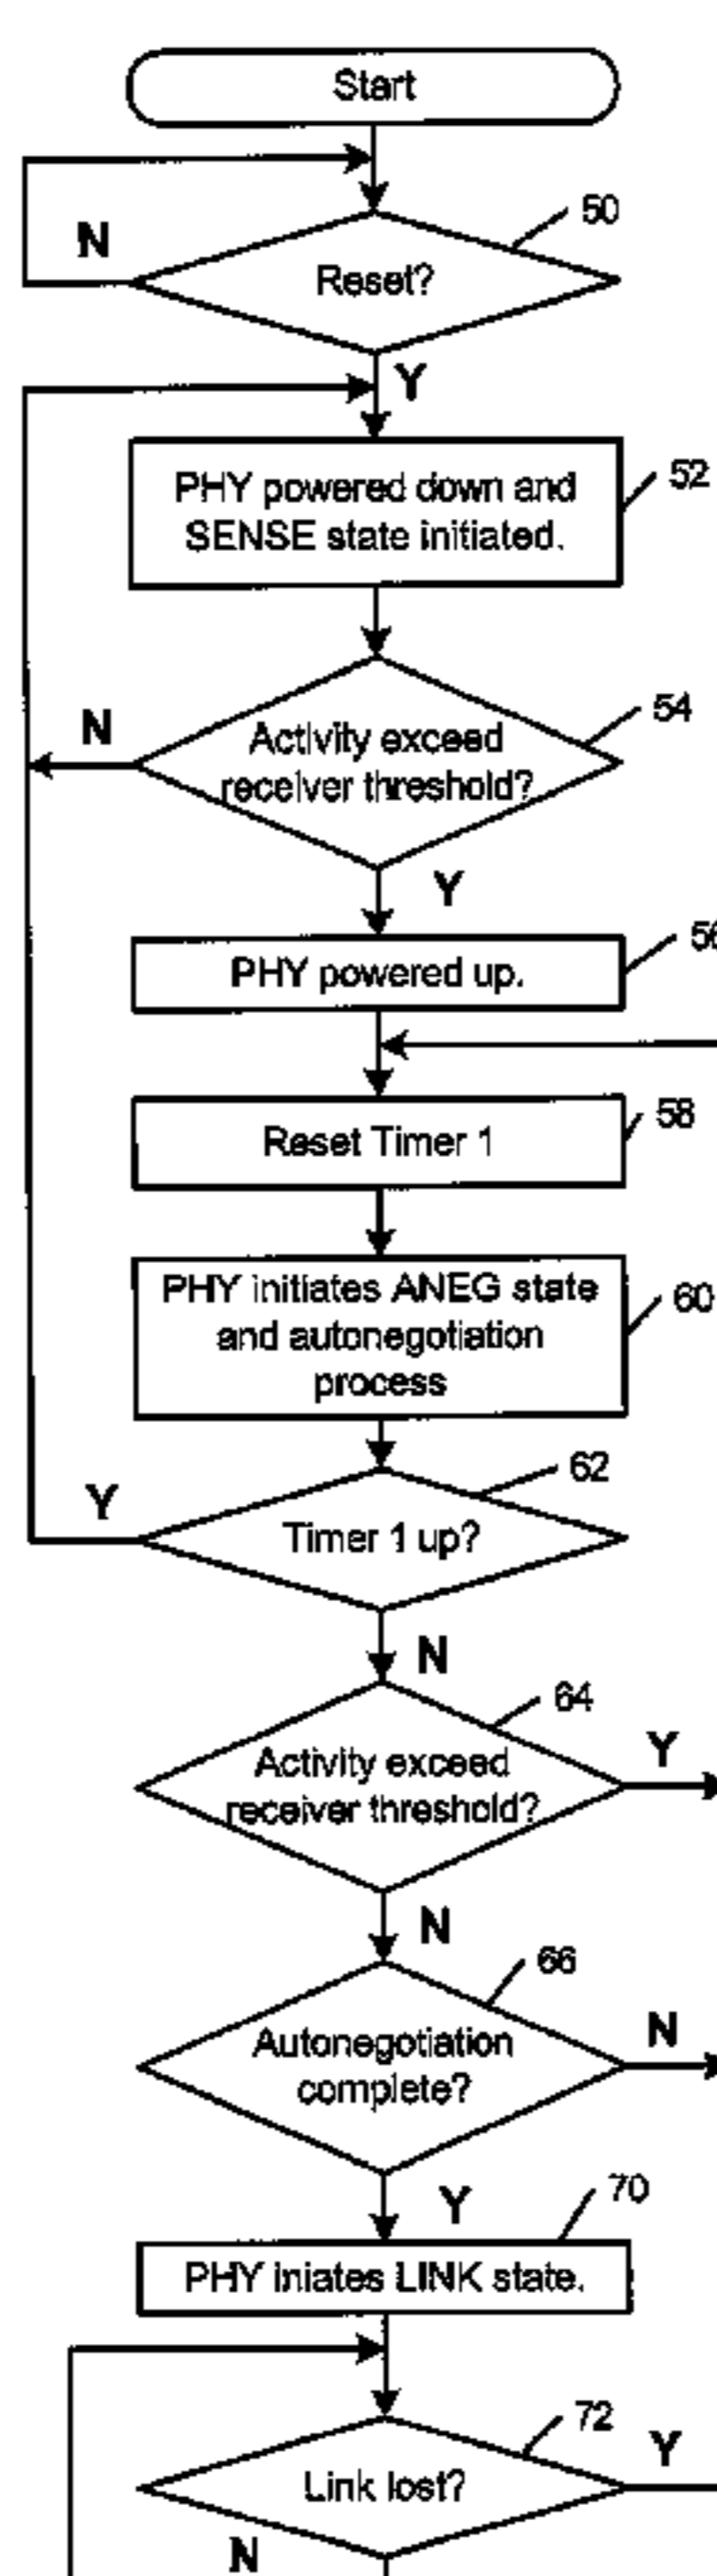 Start
50
N
Reset?
Y
52
PHY powered down and
SENSE state initiated.
54
N
Activity exceed
receiver threshold?
Y
56
PHY powered up.
58
Reset Timer 1
60
PHY initiates ANEG state
and autonegotiation
process
62
Y
Timer 1 up?
N
64
Y
Activity exceed
receiver threshold?
N
66
N
Autonegotiation
complete?
Y
70
PHY iniates LINK state.
72
Y
Link lost?
N